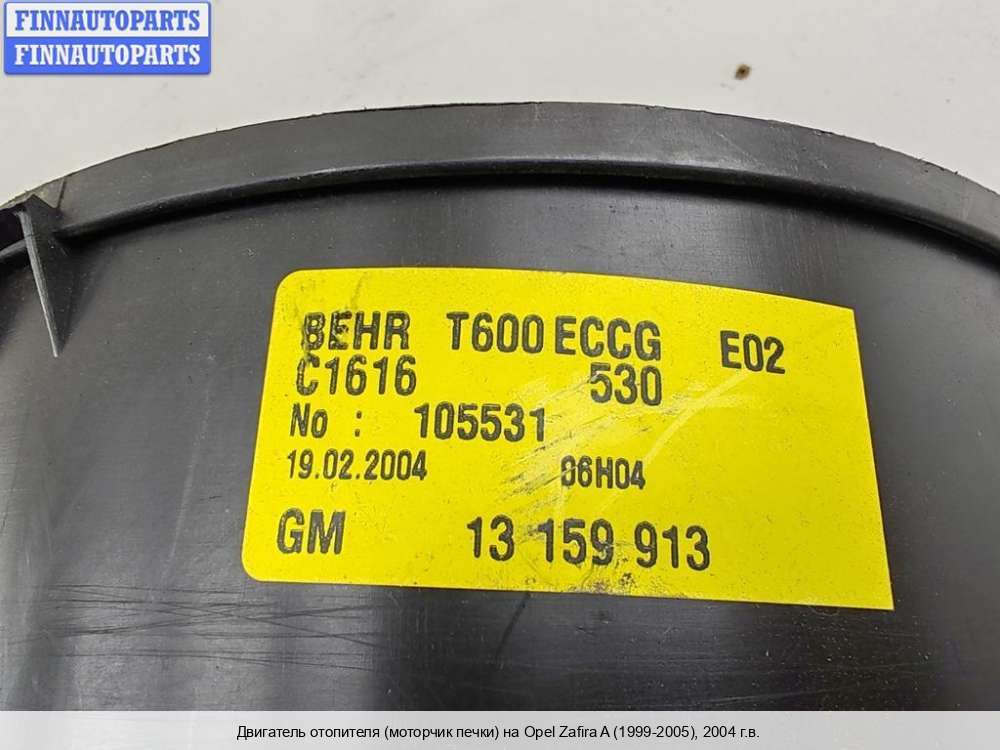 FINNAUTOPARTS
FINNAUTOPARTS
BEHR T600 ECCG E02
C1616 530
No : 105531
19.02.2004 06H04
GM 13 159 913
Двигатель отопителя (моторчик печки) на Opel Zafira A (1999-2005), 2004 г.в.